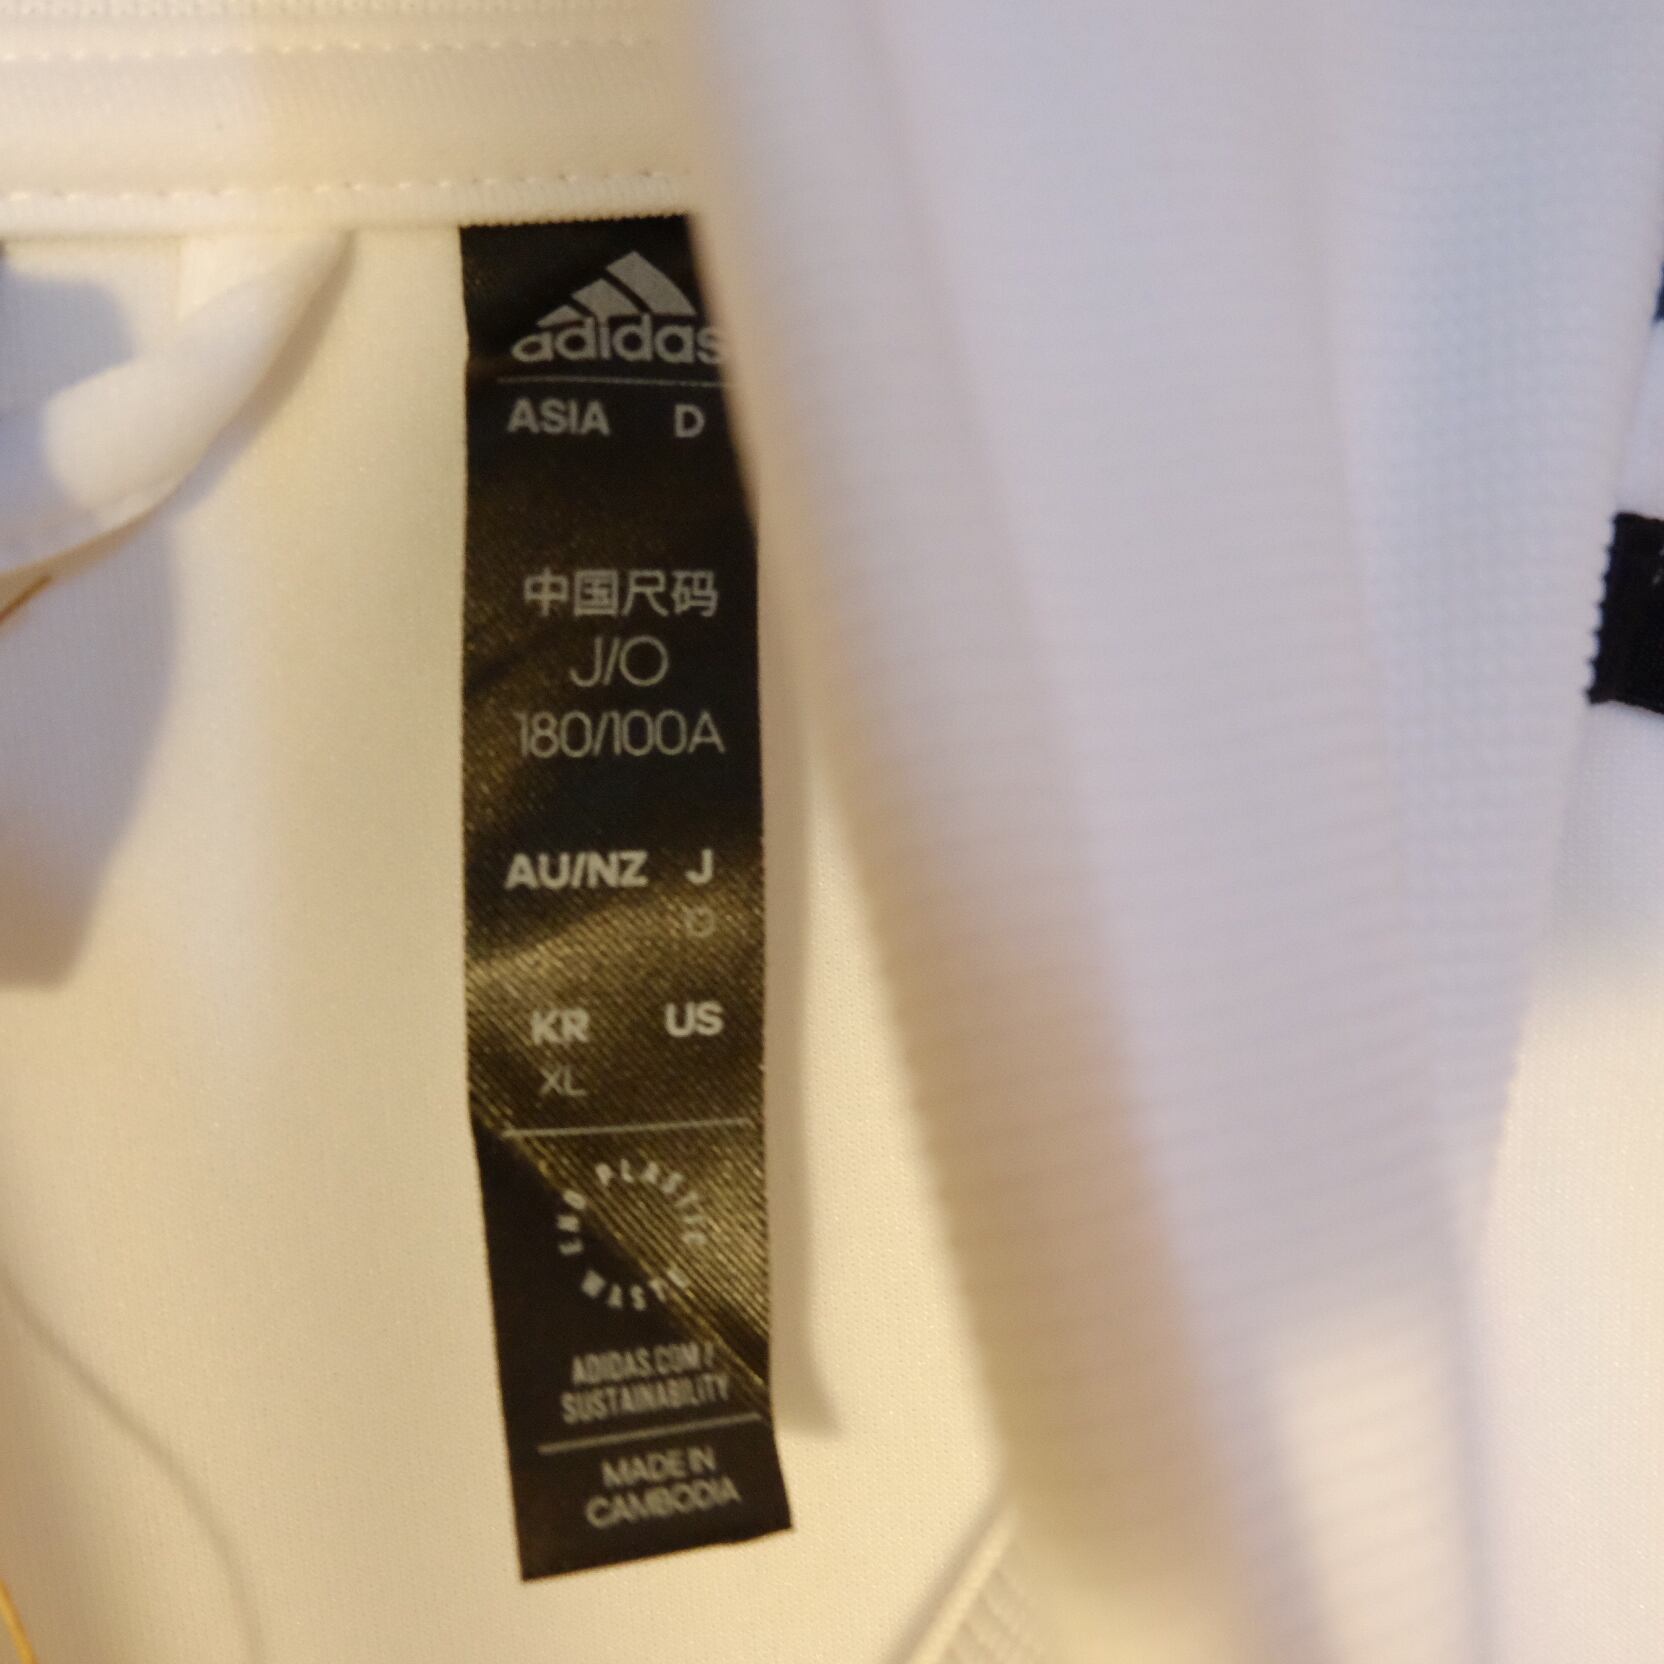 adidas
ASIA D
中国尺码
J/O
180/100A
AU/NZ J
O
KR US
XL
END PLASTIC WASTE
ADIDAS.COM/
SUSTAINABILITY
MADE IN
CAMBODIA